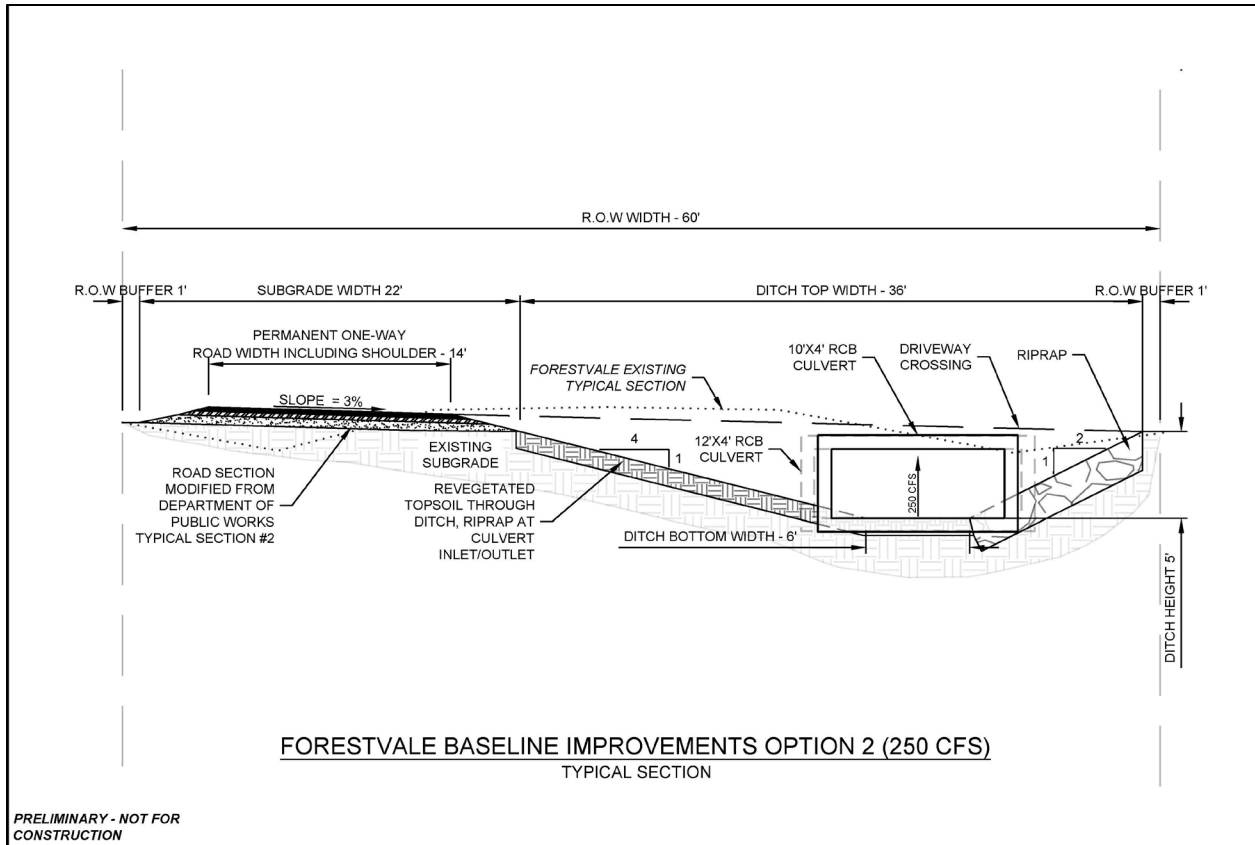 R.O.W WIDTH - 60'
R.O.W BUFFER 1'
SUBGRADE WIDTH 22'
DITCH TOP WIDTH - 36'
R.O.W BUFFER 1'
PERMANENT ONE-WAY
ROAD WIDTH INCLUDING SHOULDER - 14'
SLOPE = 3%
FORESTVALE EXISTING
TYPICAL SECTION
10'X4' RCB
CULVERT
DRIVEWAY
CROSSING
RIPRAP
12'X4' RCB
CULVERT
4
1
2
1
250 CFS
ROAD SECTION
MODIFIED FROM
DEPARTMENT OF
PUBLIC WORKS
TYPICAL SECTION #2
EXISTING
SUBGRADE
REVEGETATED
TOPSOIL THROUGH
DITCH, RIPRAP AT
CULVERT
INLET/OUTLET
DITCH BOTTOM WIDTH - 6'
DITCH HEIGHT 5'
FORESTVALE BASELINE IMPROVEMENTS OPTION 2 (250 CFS)
TYPICAL SECTION
PRELIMINARY - NOT FOR
CONSTRUCTION